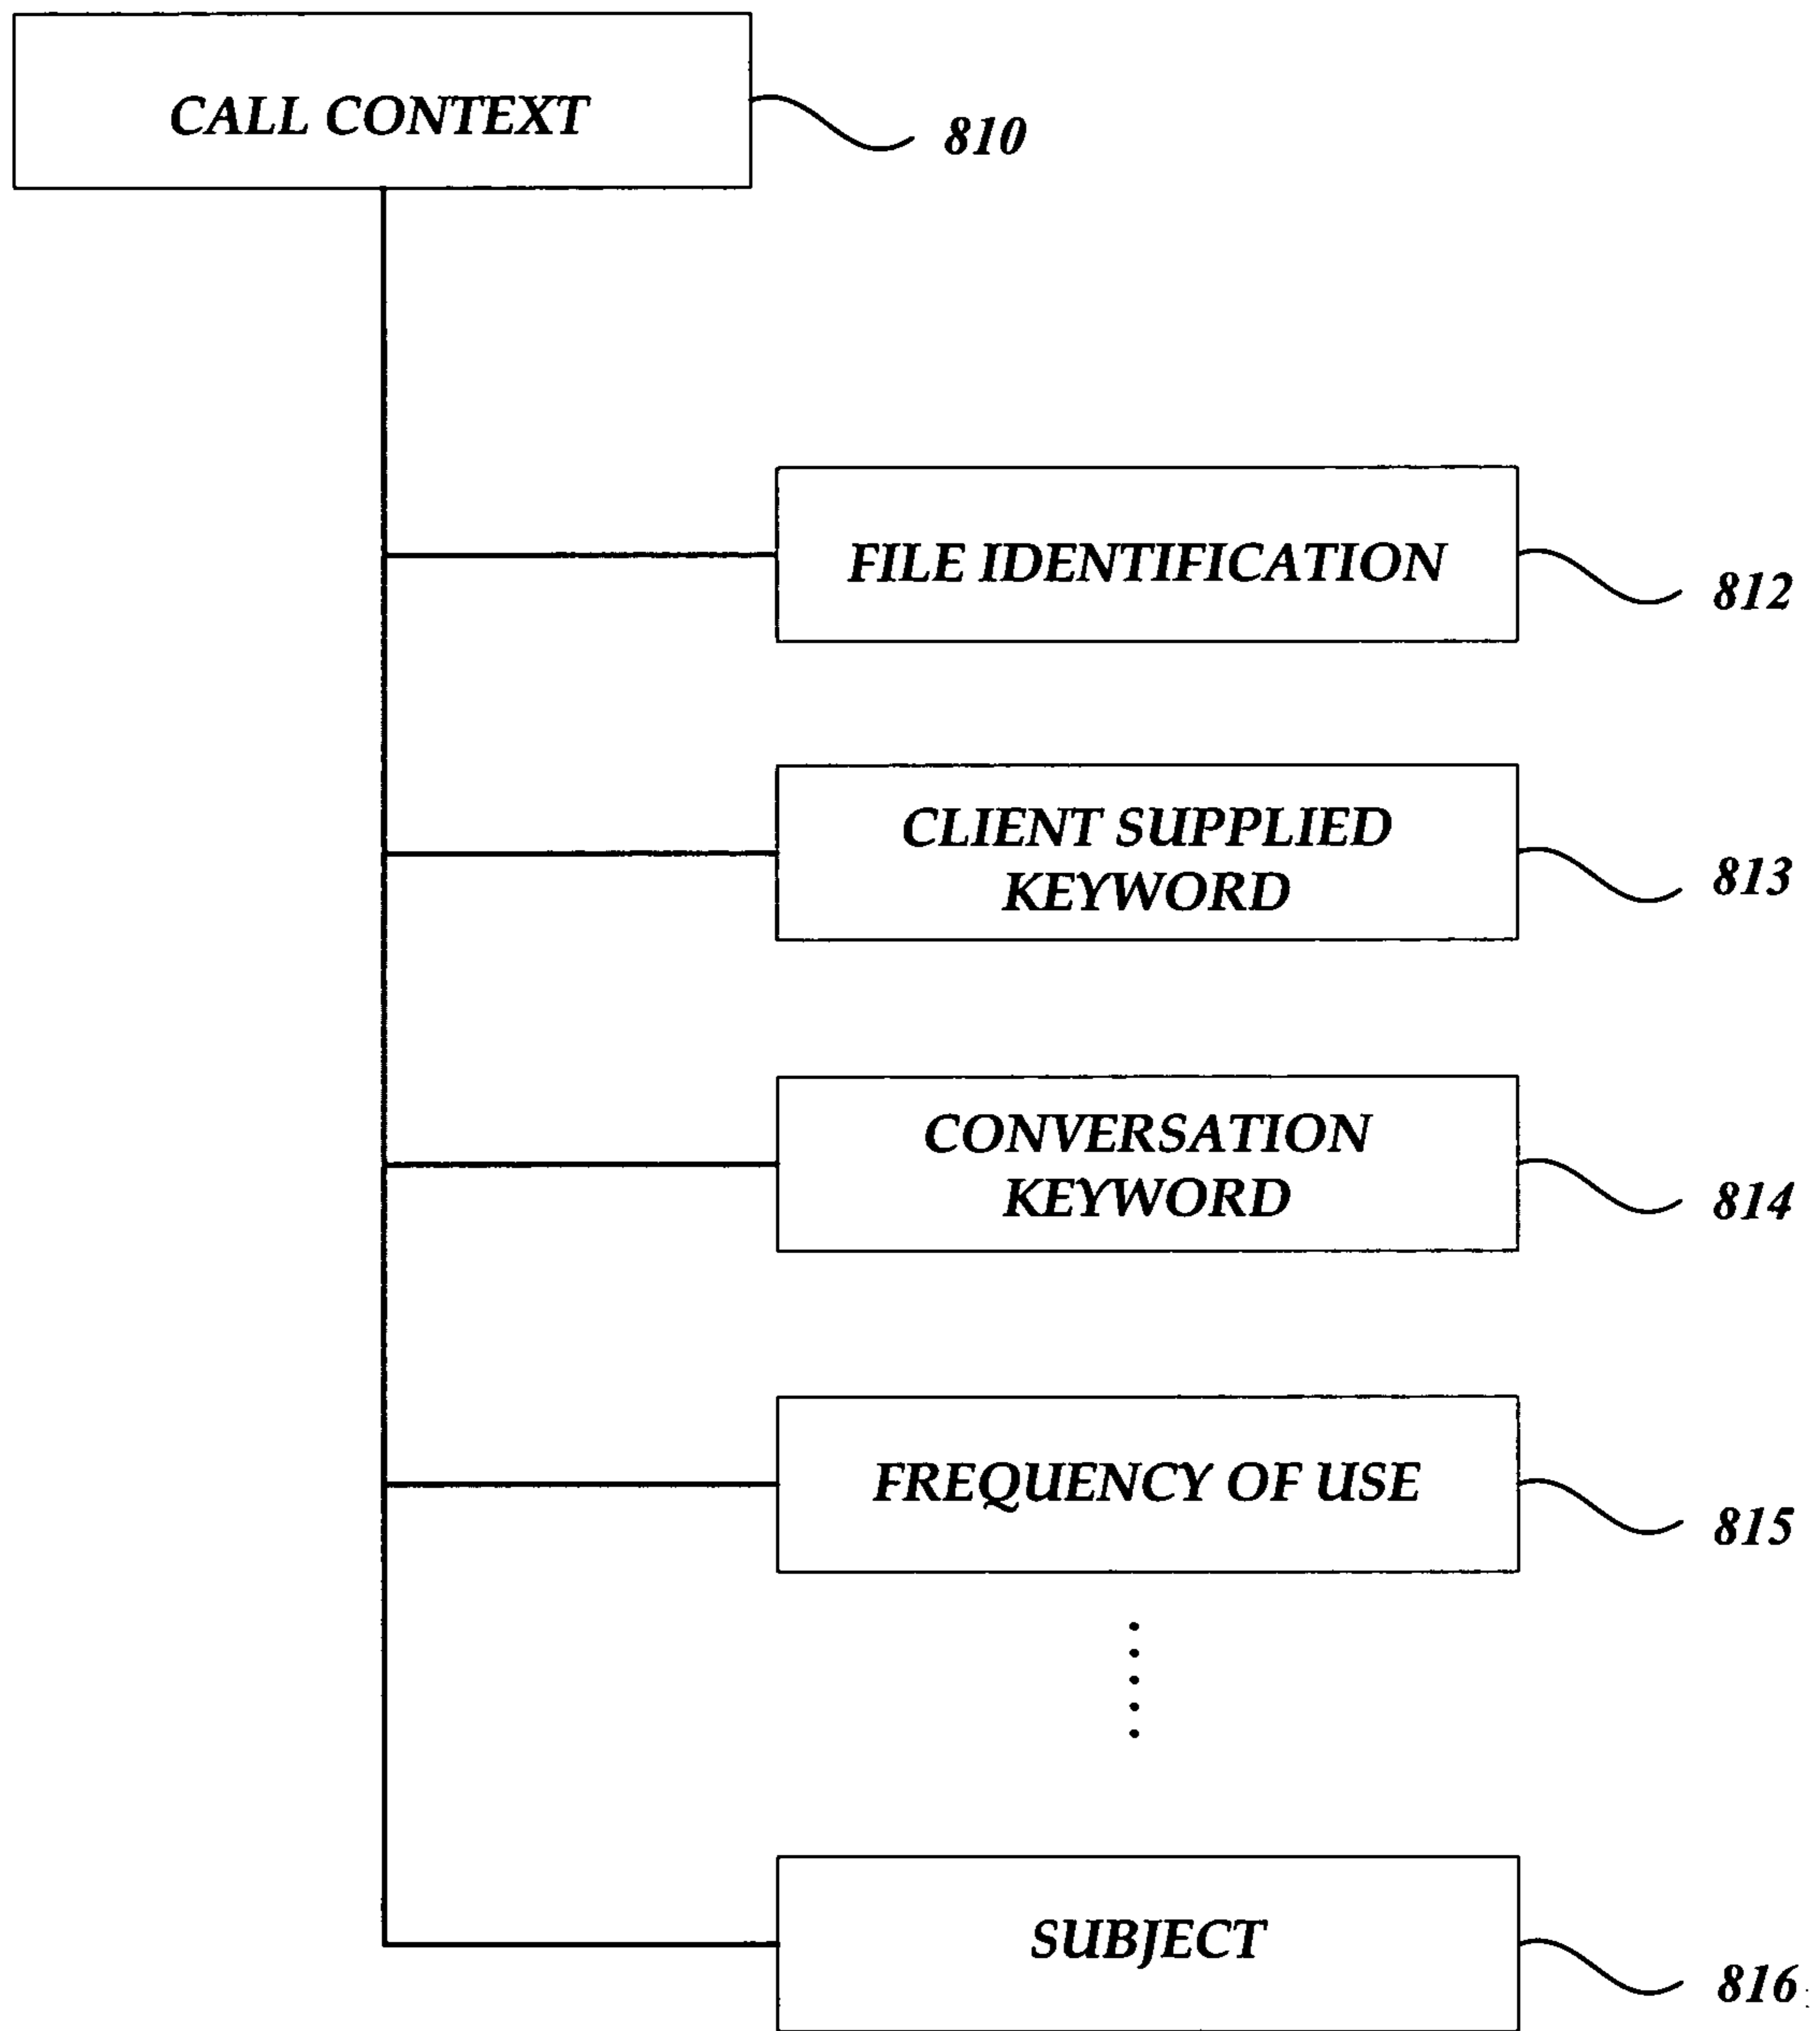 CALL CONTEXT
810
FILE IDENTIFICATION
812
CLIENT SUPPLIED
KEYWORD
813
CONVERSATION
KEYWORD
814
FREQUENCY OF USE
815
SUBJECT
816